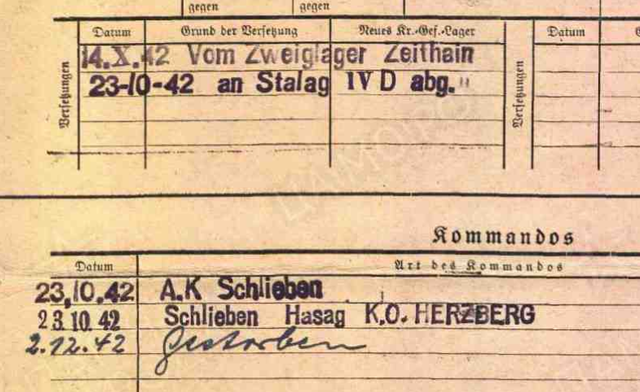 gegen gegen
Datum Grund der Versetzung Neues Kr.-Gef.-Lager Datum
Versetzungen
14.X.42 Vom Zweiglager Zeithain
23-10-42 an Stalag IV D abg.
Versetzungen
Kommandos
Datum Art des Kommandos
23.10.42 A.K Schlieben
23.10.42 Schlieben Hasag K.O. HERZBERG
2.12.42 Gestorben